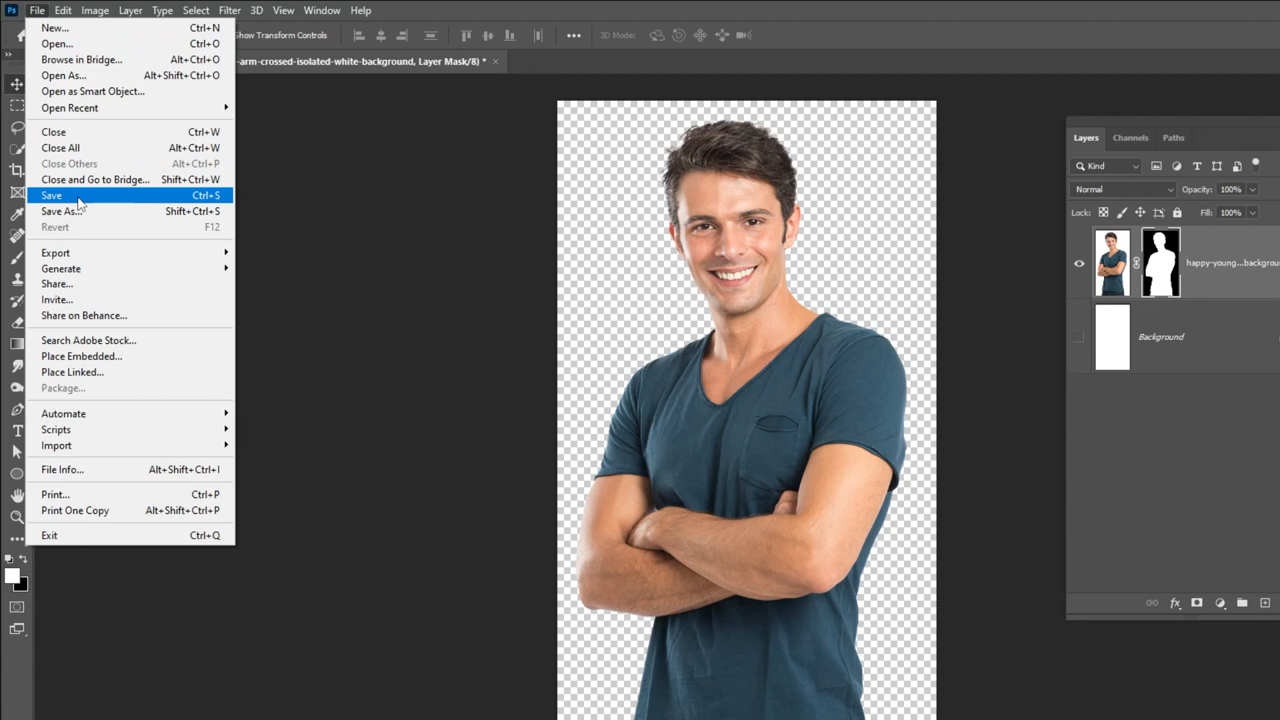 Ps File Edit Image Layer Type Select Filter 3D View Window Help
Show Transform Controls ••• 3D Mode:
-arm-crossed-isolated-white-background, Layer Mask/8) * ×
New... Ctrl+N
Open... Ctrl+O
Browse in Bridge... Alt+Ctrl+O
Open As... Alt+Shift+Ctrl+O
Open as Smart Object...
Open Recent
Close Ctrl+W
Close All Alt+Ctrl+W
Close Others Alt+Ctrl+P
Close and Go to Bridge... Shift+Ctrl+W
Save Ctrl+S
Save As... Shift+Ctrl+S
Revert F12
Export
Generate
Share...
Invite...
Share on Behance...
Search Adobe Stock...
Place Embedded...
Place Linked...
Package...
Automate
Scripts
Import
File Info... Alt+Shift+Ctrl+I
Print... Ctrl+P
Print One Copy Alt+Shift+Ctrl+P
Exit Ctrl+Q
Layers Channels Paths
Kind
Normal Opacity: 100%
Lock: Fill: 100%
happy-young...backgrou
Background
fx